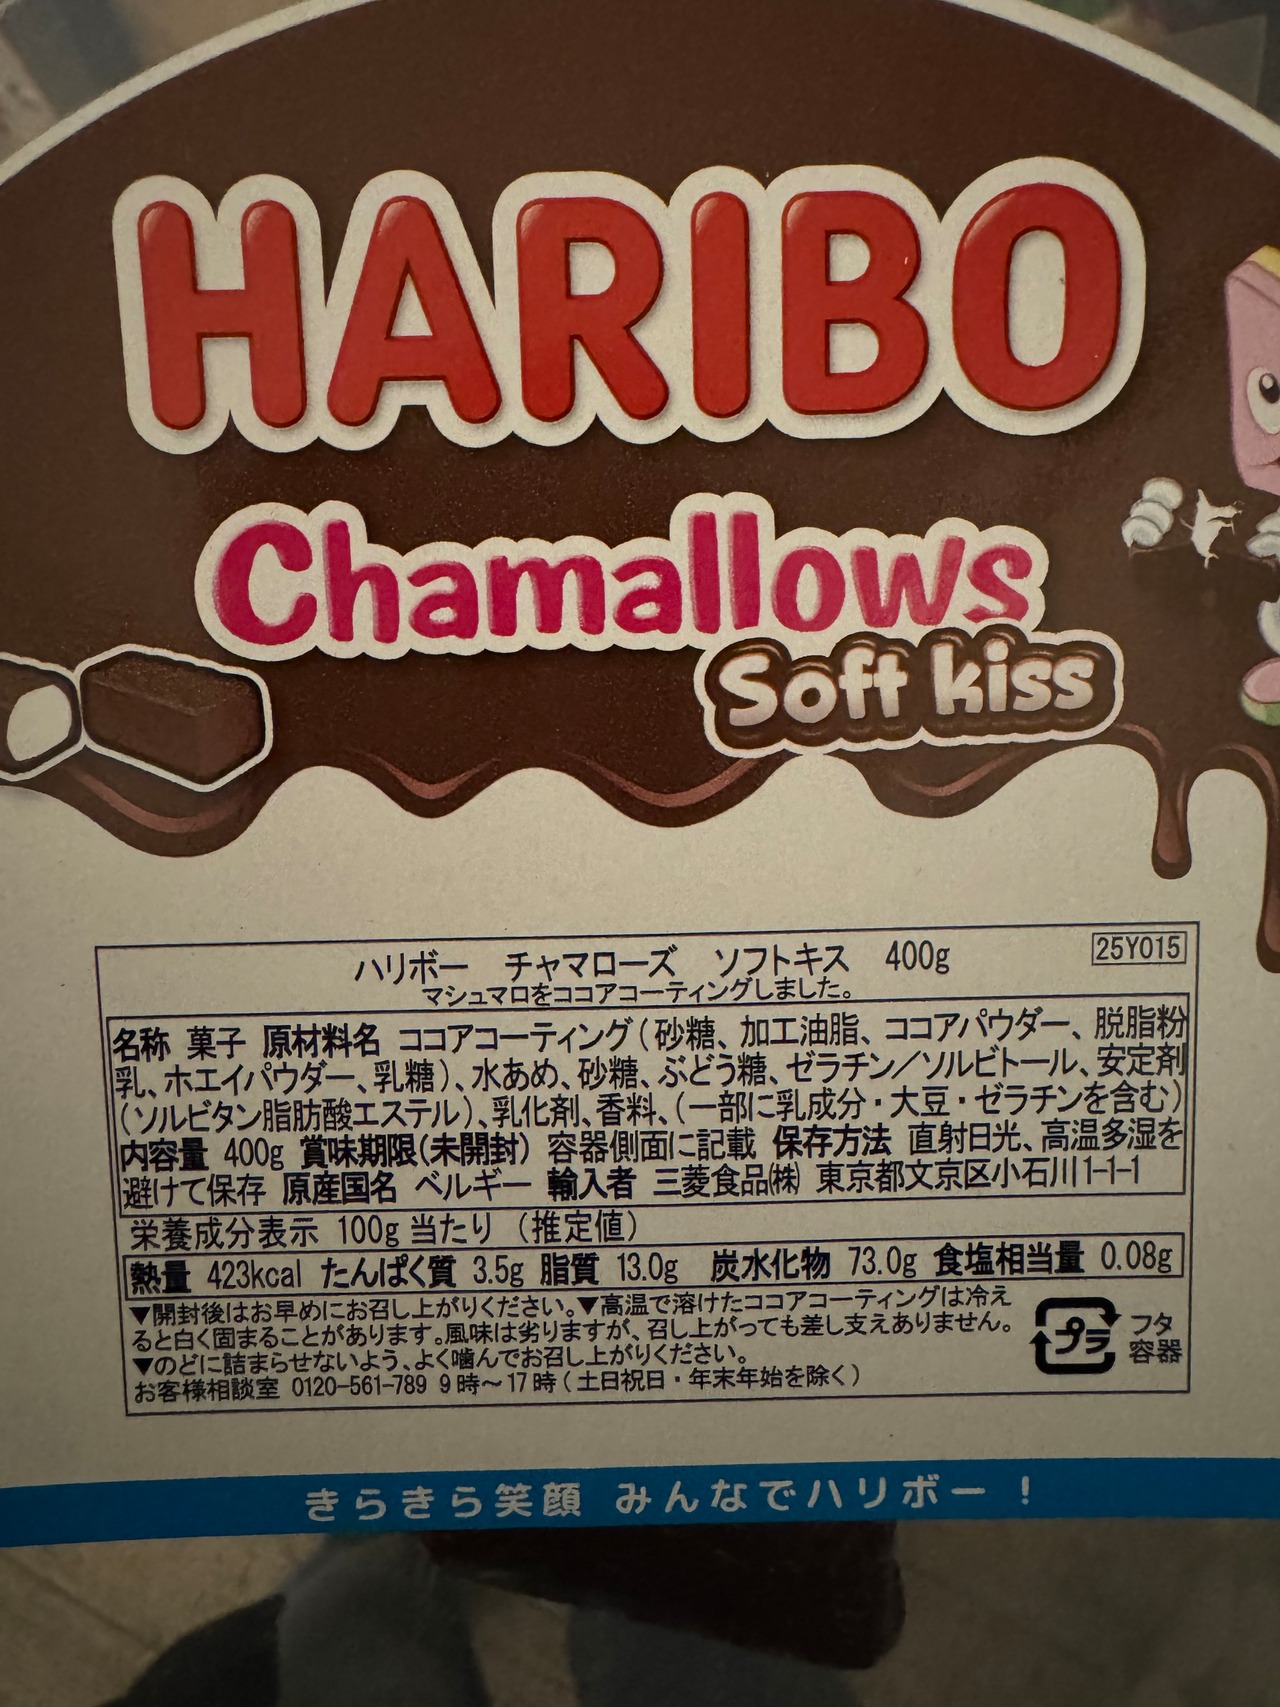 HARIBO
Chamallows
Soft kiss
ハリボー チャマローズ ソフトキス 400g 25Y015
マシュマロをココアコーティングしました。
名称 菓子 原材料名 ココアコーティング(砂糖、加工油脂、ココアパウダー、脱脂粉
乳、ホエイパウダー、乳糖)、水あめ、砂糖、ぶどう糖、ゼラチン／ソルビトール、安定剤
(ソルビタン脂肪酸エステル)、乳化剤、香料、(一部に乳成分・大豆・ゼラチンを含む)
内容量 400g 賞味期限(未開封) 容器側面に記載 保存方法 直射日光、高温多湿を
避けて保存 原産国名 ベルギー 輸入者 三菱食品㈱ 東京都文京区小石川1-1-1
栄養成分表示 100g 当たり (推定値)
熱量 423kcal たんぱく質 3.5g 脂質 13.0g 炭水化物 73.0g 食塩相当量 0.08g
▼開封後はお早めにお召し上がりください。▼高温で溶けたココアコーティングは冷え
ると白く固まることがあります。風味は劣りますが、召し上がっても差し支えありません。
▼のどに詰まらせないよう、よく噛んでお召し上がりください。
お客様相談室 0120-561-789 9時〜17時(土日祝日・年末年始を除く)
プラ
フタ
容器
きらきら笑顔 みんなでハリボー！